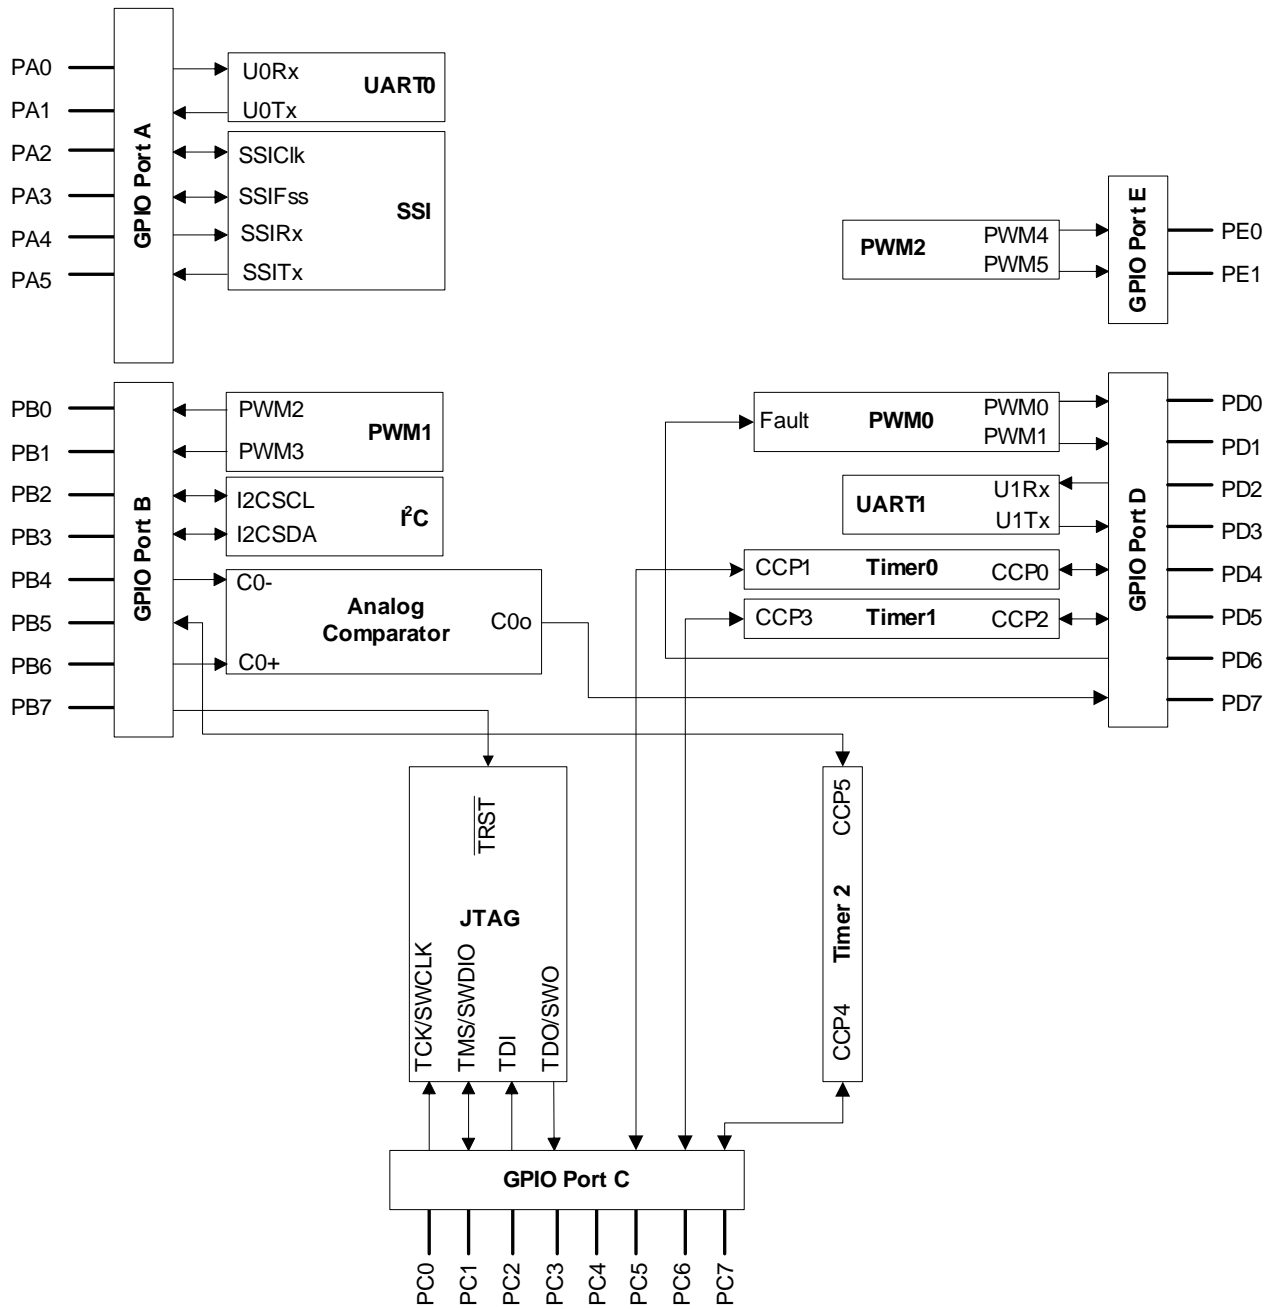 PA0
PA1
PA2
PA3
PA4
PA5
GPIO Port A
U0Rx
U0Tx
UART0
SSIClk
SSIFss
SSIRx
SSITx
SSI
PWM2
PWM4
PWM5
GPIO Port E
PE0
PE1
PB0
PB1
PB2
PB3
PB4
PB5
PB6
PB7
GPIO Port B
PWM2
PWM3
PWM1
I2CSCL
I2CSDA
I²C
C0-
C0+
Analog
Comparator
C0o
Fault
PWM0
PWM0
PWM1
UART1
U1Rx
U1Tx
CCP1
Timer0
CCP0
CCP3
Timer1
CCP2
GPIO Port D
PD0
PD1
PD2
PD3
PD4
PD5
PD6
PD7
TRST
JTAG
TCK/SWCLK
TMS/SWDIO
TDI
TDO/SWO
CCP5
Timer 2
CCP4
GPIO Port C
PC0
PC1
PC2
PC3
PC4
PC5
PC6
PC7